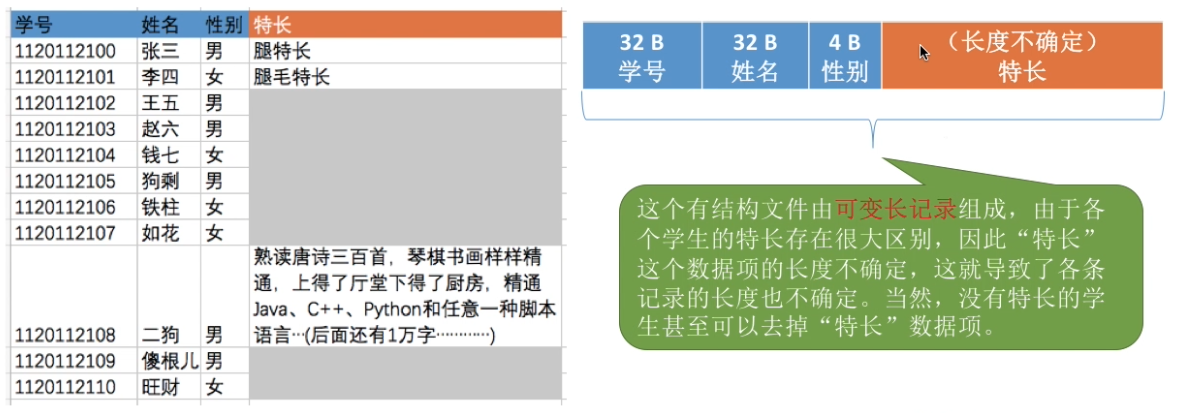 学号 姓名 性别 特长
1120112100 张三 男 腿特长
1120112101 李四 女 腿毛特长
1120112102 王五 男
1120112103 赵六 男
1120112104 钱七 女
1120112105 狗剩 男
1120112106 铁柱 女
1120112107 如花 女
熟读唐诗三百首，琴棋书画样样精
通，上得了厅堂下得了厨房，精通
Java、C++、Python和任意一种脚本
1120112108 二狗 男 语言…(后面还有1万字…………)
1120112109 傻根儿 男
1120112110 旺财 女
32 B 32 B 4 B （长度不确定）
学号 姓名 性别 特长
这个有结构文件由可变长记录组成，由于各
个学生的特长存在很大区别，因此“特长”
这个数据项的长度不确定，这就导致了各条
记录的长度也不确定。当然，没有特长的学
生甚至可以去掉“特长”数据项。